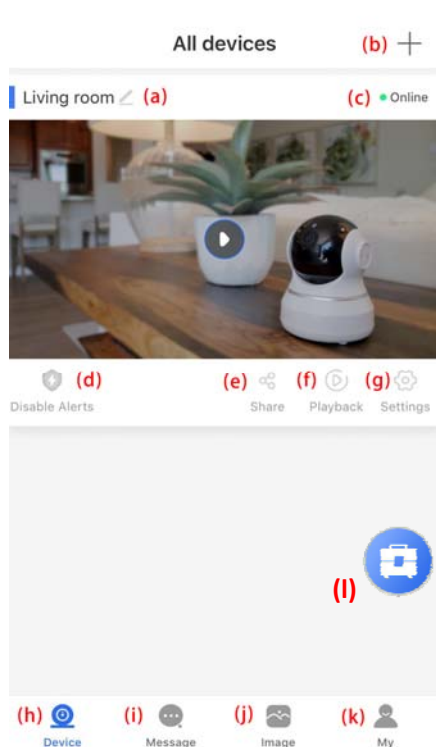 All devices (b)
Living room (a) (c) Online
(d) (e) (f) (g)
Disable Alerts Share Playback Settings
(l)
(h) (i) (j) (k)
Device Message Image My